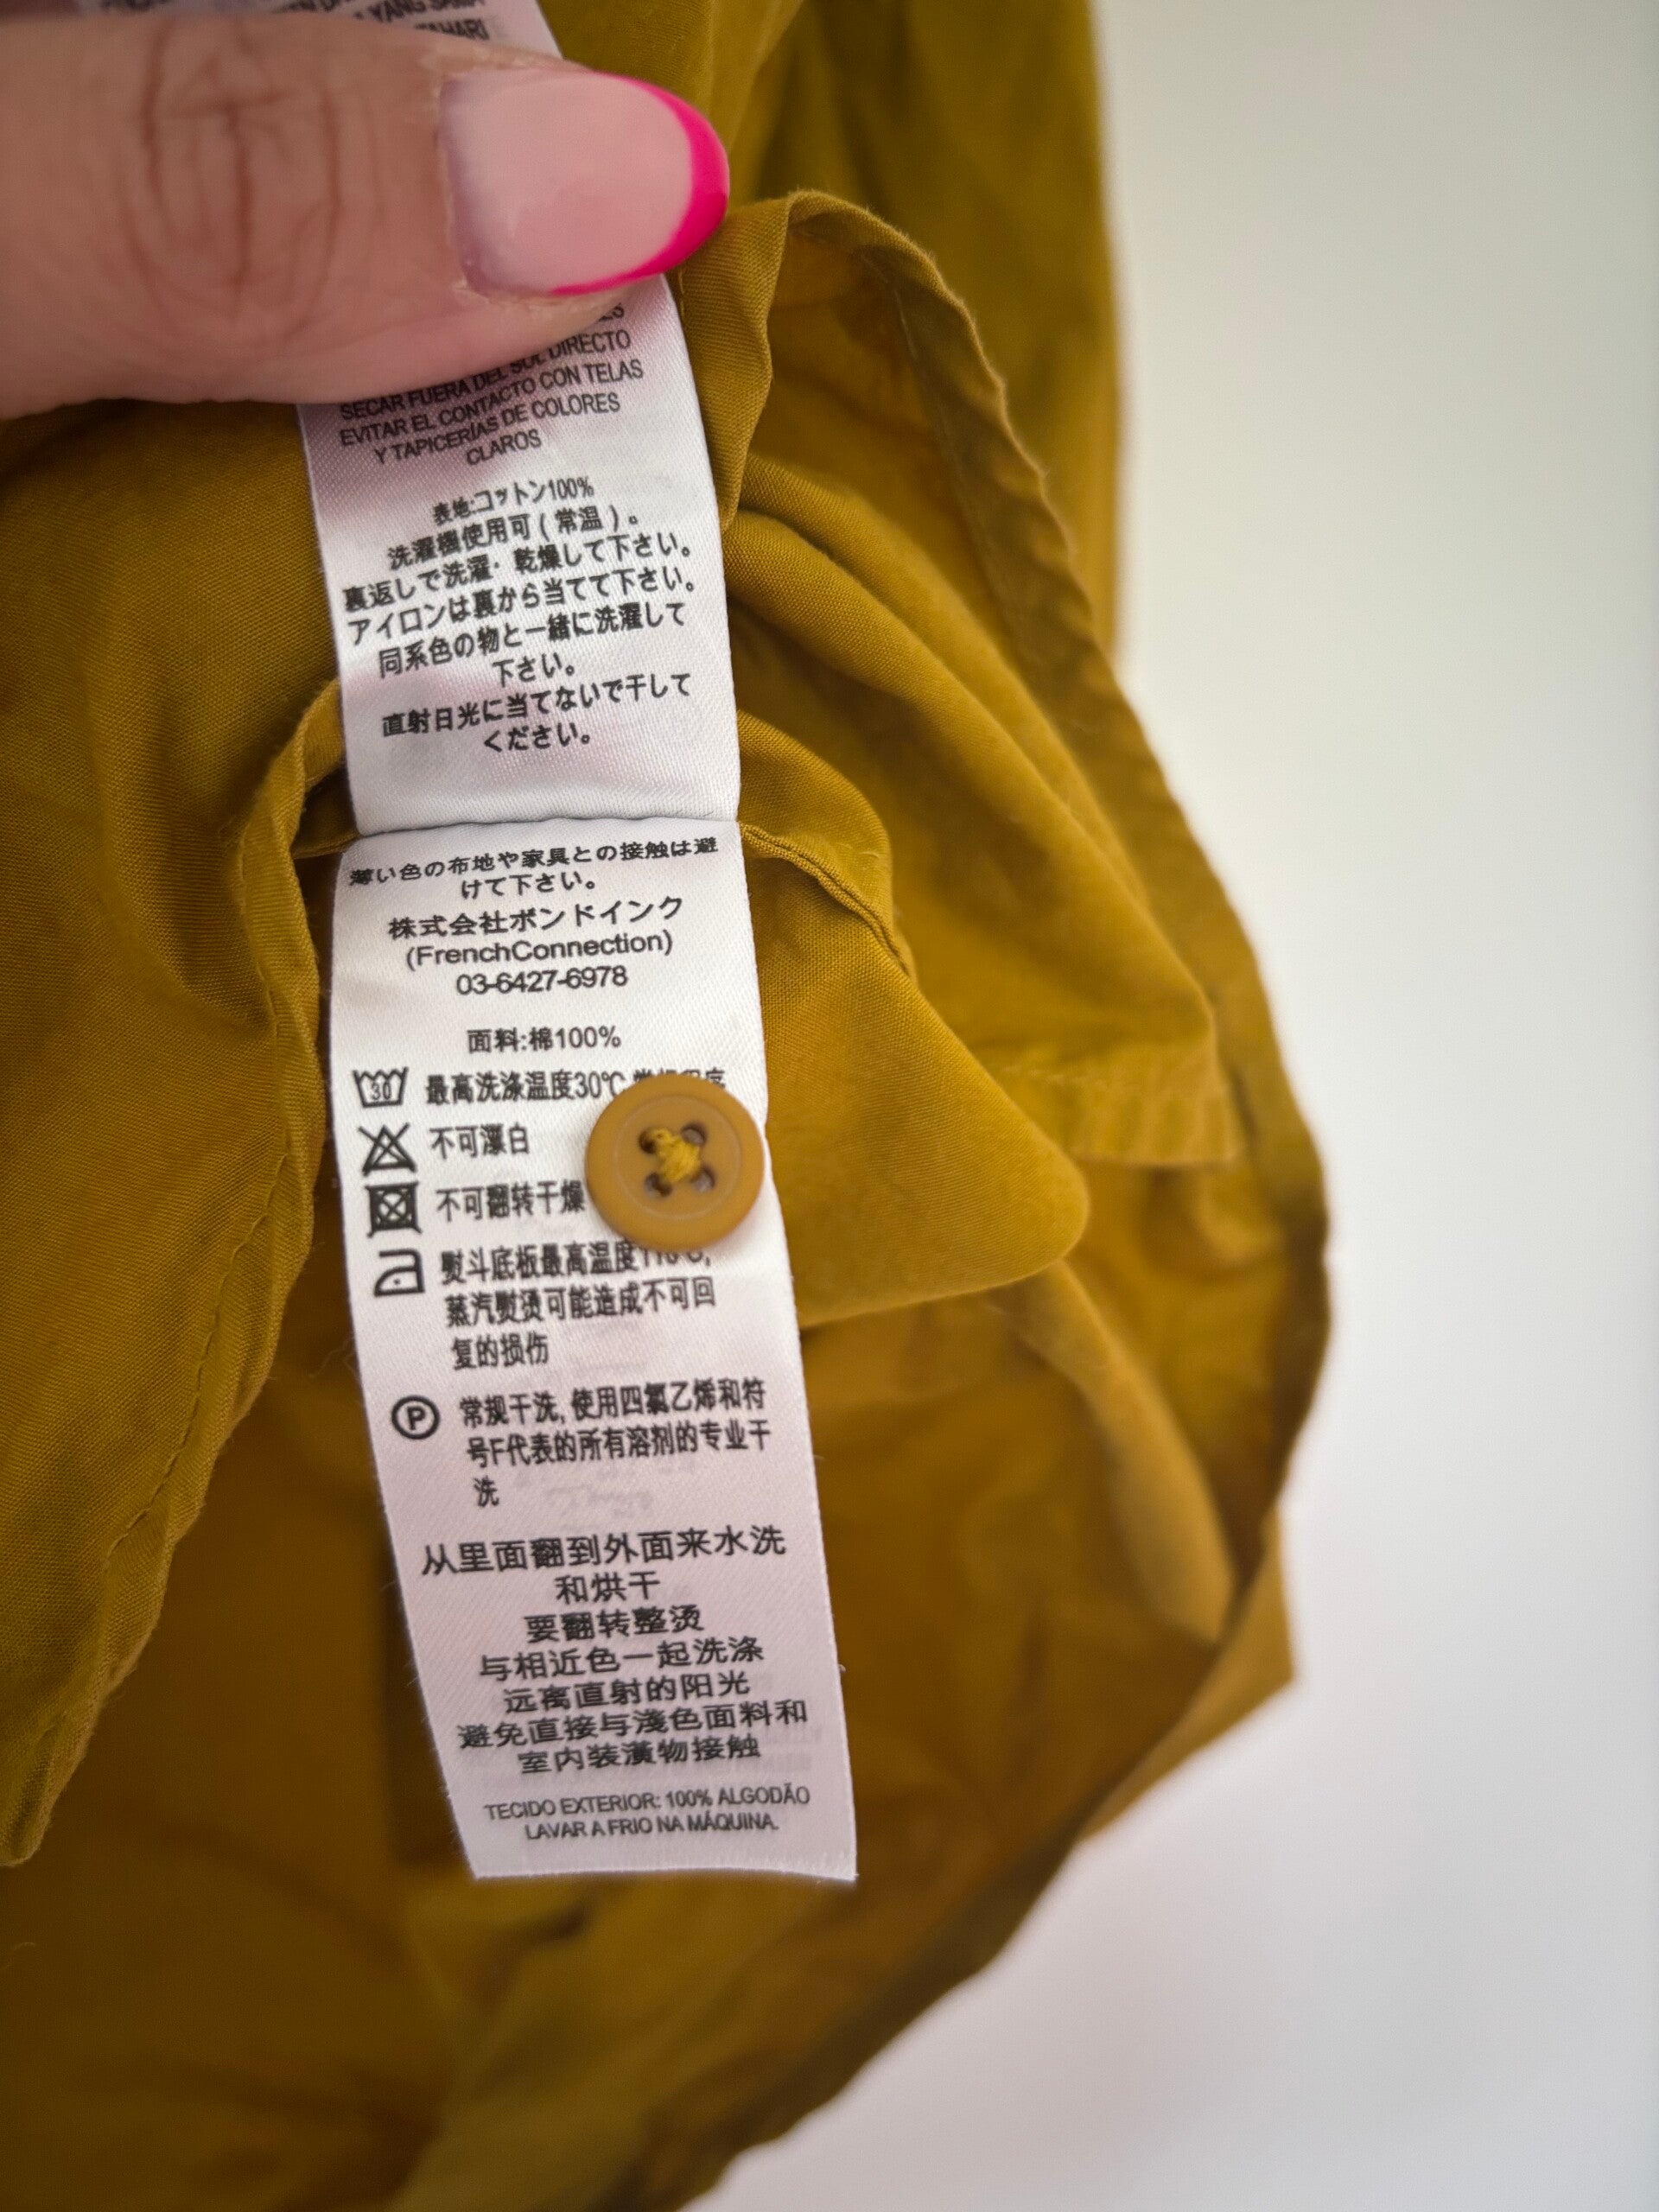 YANG SAMA
SOL DIRECTO
SECAR FUERA DEL
EVITAR EL CONTACTO CON TELAS
Y TAPICERÍAS DE COLORES
CLAROS
表地:コットン100%
洗濯機使用可(常温)。
裏返しで洗濯・乾燥して下さい。
アイロンは裏から当てて下さい。
同系色の物と一緒に洗濯して
下さい。
直射日光に当てないで干して
ください。
薄い色の布地や家具との接触は避
けて下さい。
株式会社ボンドインク
(FrenchConnection)
03-6427-6978
面料:棉100%
30 最高洗涤温度30℃
不可漂白
不可翻转干燥
熨斗底板最高温度
蒸汽熨烫可能造成不可回
复的损伤
P 常规干洗, 使用四氯乙烯和符
号F代表的所有溶剂的专业干
洗
从里面翻到外面来水洗
和烘干
要翻转整烫
与相近色一起洗涤
远离直射的阳光
避免直接与淺色面料和
室内装潢物接触
TECIDO EXTERIOR: 100% ALGODÃO
LAVAR A FRIO NA MÁQUINA.